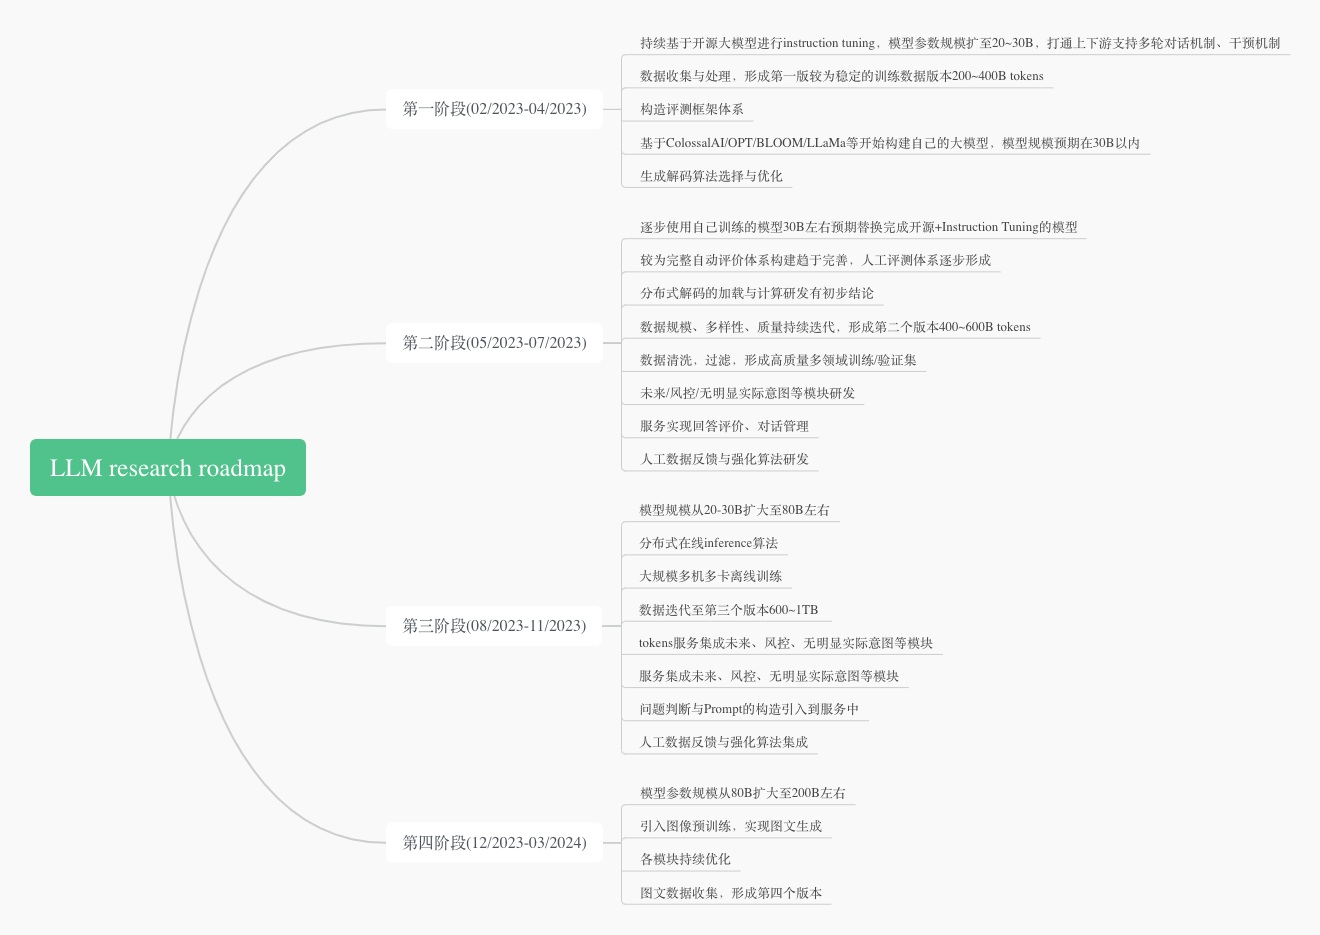 LLM research roadmap
第一阶段(02/2023-04/2023)
持续基于开源大模型进行instruction tuning，模型参数规模扩至20~30B，打通上下游支持多轮对话机制、干预机制
数据收集与处理，形成第一版较为稳定的训练数据版本200~400B tokens
构造评测框架体系
基于ColossalAI/OPT/BLOOM/LLaMa等开始构建自己的大模型，模型规模预期在30B以内
生成解码算法选择与优化
第二阶段(05/2023-07/2023)
逐步使用自己训练的模型30B左右预期替换完成开源+Instruction Tuning的模型
较为完整自动评价体系构建趋于完善，人工评测体系逐步形成
分布式解码的加载与计算研发有初步结论
数据规模、多样性、质量持续迭代，形成第二个版本400~600B tokens
数据清洗，过滤，形成高质量多领域训练/验证集
未来/风控/无明显实际意图等模块研发
服务实现回答评价、对话管理
人工数据反馈与强化算法研发
第三阶段(08/2023-11/2023)
模型规模从20-30B扩大至80B左右
分布式在线inference算法
大规模多机多卡离线训练
数据迭代至第三个版本600~1TB
tokens服务集成未来、风控、无明显实际意图等模块
服务集成未来、风控、无明显实际意图等模块
问题判断与Prompt的构造引入到服务中
人工数据反馈与强化算法集成
第四阶段(12/2023-03/2024)
模型参数规模从80B扩大至200B左右
引入图像预训练，实现图文生成
各模块持续优化
图文数据收集，形成第四个版本